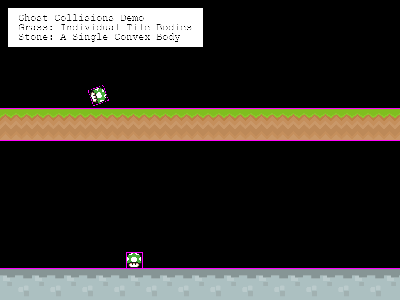 Ghost Collisions Demo
Grass: Individual Tile Bodies
Stone: A Single Convex Body